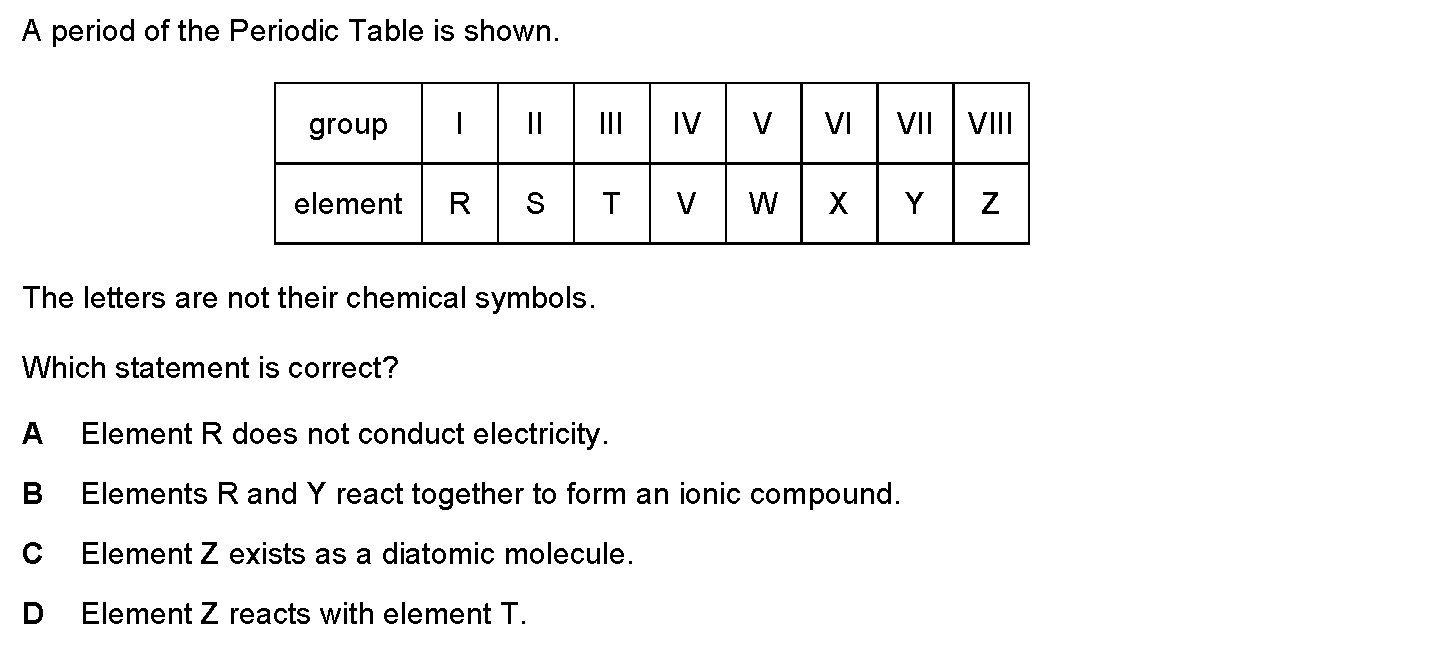 A period of the Periodic Table is shown.
group I II III IV V VI VII VIII
element R S T V W X Y Z
The letters are not their chemical symbols.
Which statement is correct?
A Element R does not conduct electricity.
B Elements R and Y react together to form an ionic compound.
C Element Z exists as a diatomic molecule.
D Element Z reacts with element T.